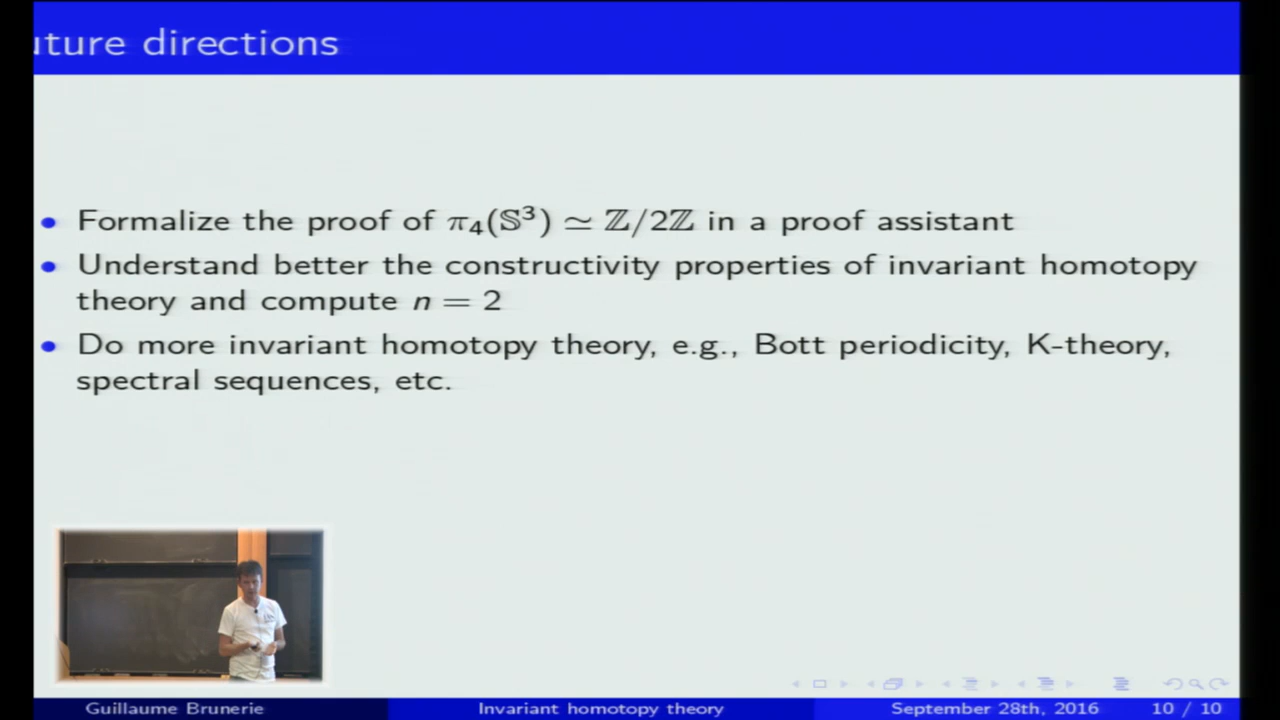 uture directions
• Formalize the proof of π₄(𝕊³) ≃ ℤ/2ℤ in a proof assistant
• Understand better the constructivity properties of invariant homotopy
theory and compute n = 2
• Do more invariant homotopy theory, e.g., Bott periodicity, K-theory,
spectral sequences, etc.
Guillaume Brunerie
Invariant homotopy theory
September 28th, 2016
10 / 10